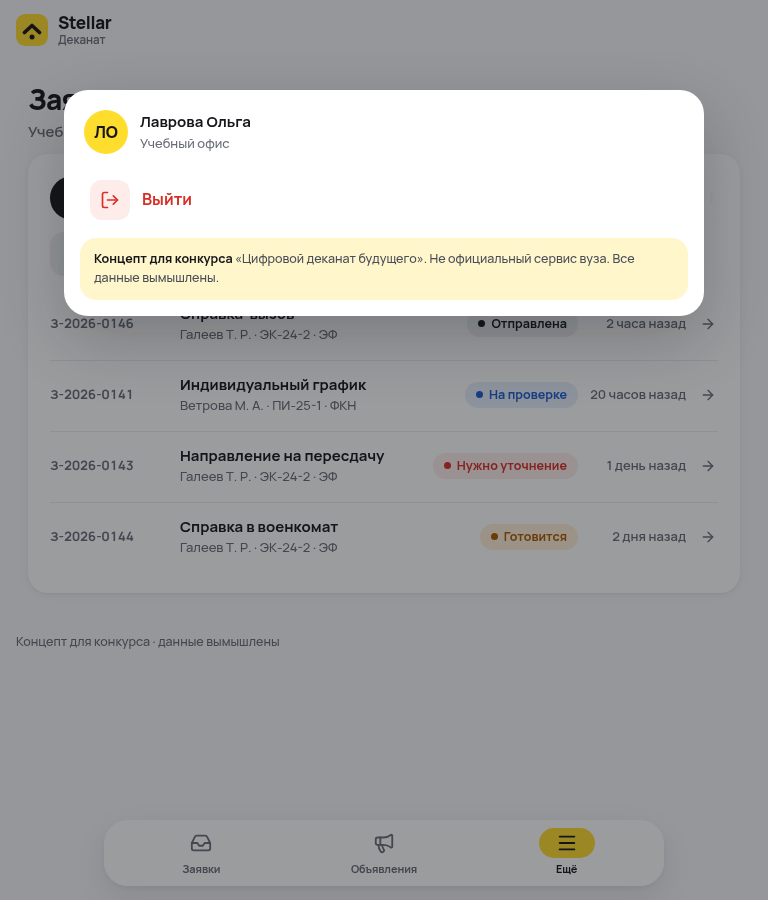 Stellar
Деканат
Лаврова Ольга
ЛО
Учебный офис
Выйти
Концепт для конкурса «Цифровой деканат будущего». Не официальный сервис вуза. Все
данные вымышлены.
З-2026-0146
Отправлена
2 часа назад
Галеев Т. Р. · ЭК-24-2 · ЭФ
Индивидуальный график
З-2026-0141
На проверке
20 часов назад
Ветрова М. А. · ПИ-25-1 · ФКН
Направление на пересдачу
З-2026-0143
Нужно уточнение
1 день назад
Галеев Т. Р. · ЭК-24-2 · ЭФ
Справка в военкомат
З-2026-0144
Готовится
2 дня назад
Галеев Т. Р. · ЭК-24-2 · ЭФ
Концепт для конкурса · данные вымышлены
Заявки
Объявления
Ещё